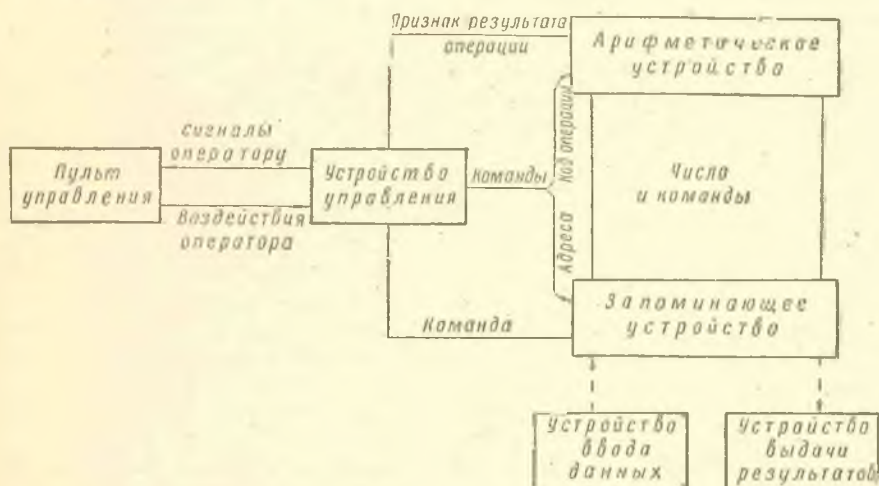 Признак результата
операции
Арифметическое
устройство
Сигналы
оператору
Пульт
управления
Устройство
управления
Команды
Код операции
Адреса
Числа
и команды
Воздействия
оператора
Команда
Запоминающее
устройство
Устройство
ввода
данных
Устройство
выдачи
результатов